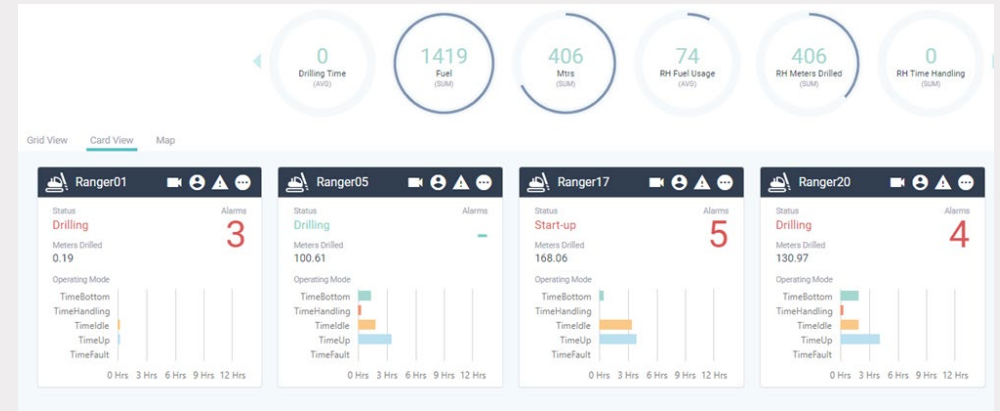 0
Drilling Time
(AVG)
1419
Fuel
(SUM)
406
Mtrs
(SUM)
74
RH Fuel Usage
(AVG)
406
RH Meters Drilled
(SUM)
0
RH Time Handling
(SUM)
Grid View Card View Map
Ranger01
Status Alarms
Drilling 3
Meters Drilled
0.19
Operating Mode
TimeBottom
TimeHandling
TimeIdle
TimeUp
TimeFault
0 Hrs 3 Hrs 6 Hrs 9 Hrs 12 Hrs
Ranger05
Status Alarms
Drilling -
Meters Drilled
100.61
Operating Mode
TimeBottom
TimeHandling
TimeIdle
TimeUp
TimeFault
0 Hrs 3 Hrs 6 Hrs 9 Hrs 12 Hrs
Ranger17
Status Alarms
Start-up 5
Meters Drilled
168.06
Operating Mode
TimeBottom
TimeHandling
TimeIdle
TimeUp
TimeFault
0 Hrs 3 Hrs 6 Hrs 9 Hrs 12 Hrs
Ranger20
Status Alarms
Drilling 4
Meters Drilled
130.97
Operating Mode
TimeBottom
TimeHandling
TimeIdle
TimeUp
TimeFault
0 Hrs 3 Hrs 6 Hrs 9 Hrs 12 Hrs